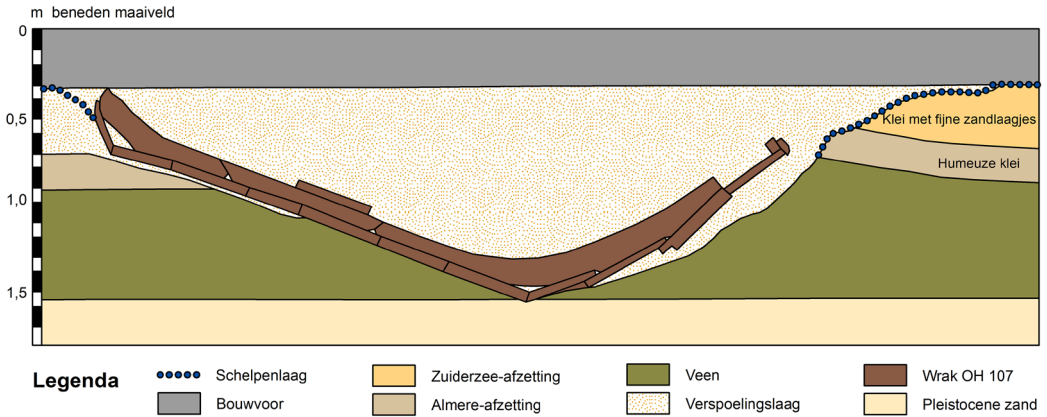 m beneden maaiveld
0
0,5
1,0
1,5
Klei met fijne zandlaagjes
Humeuze klei
Legenda
Schelpenlaag
Zuiderzee-afzetting
Veen
Wrak OH 107
Bouwvoor
Almere-afzetting
Verspoelingslaag
Pleistocene zand